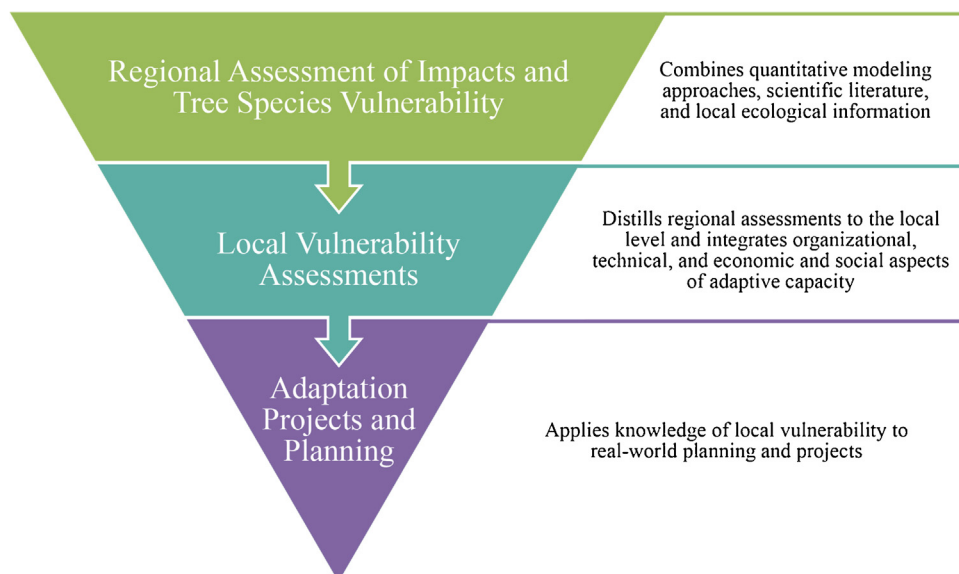 Regional Assessment of Impacts and
Tree Species Vulnerability
Combines quantitative modeling
approaches, scientific literature,
and local ecological information
Local Vulnerability
Assessments
Distills regional assessments to the local
level and integrates organizational,
technical, and economic and social aspects
of adaptive capacity
Adaptation
Projects and
Planning
Applies knowledge of local vulnerability to
real-world planning and projects